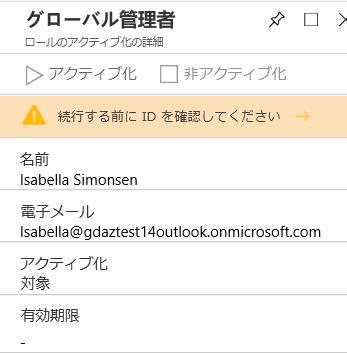 グローバル管理者
ロールのアクティブ化の詳細
アクティブ化 非アクティブ化
続行する前に ID を確認してください →
名前
Isabella Simonsen
電子メール
Isabella@gdaztest14outlook.onmicrosoft.com
アクティブ化
対象
有効期限
-